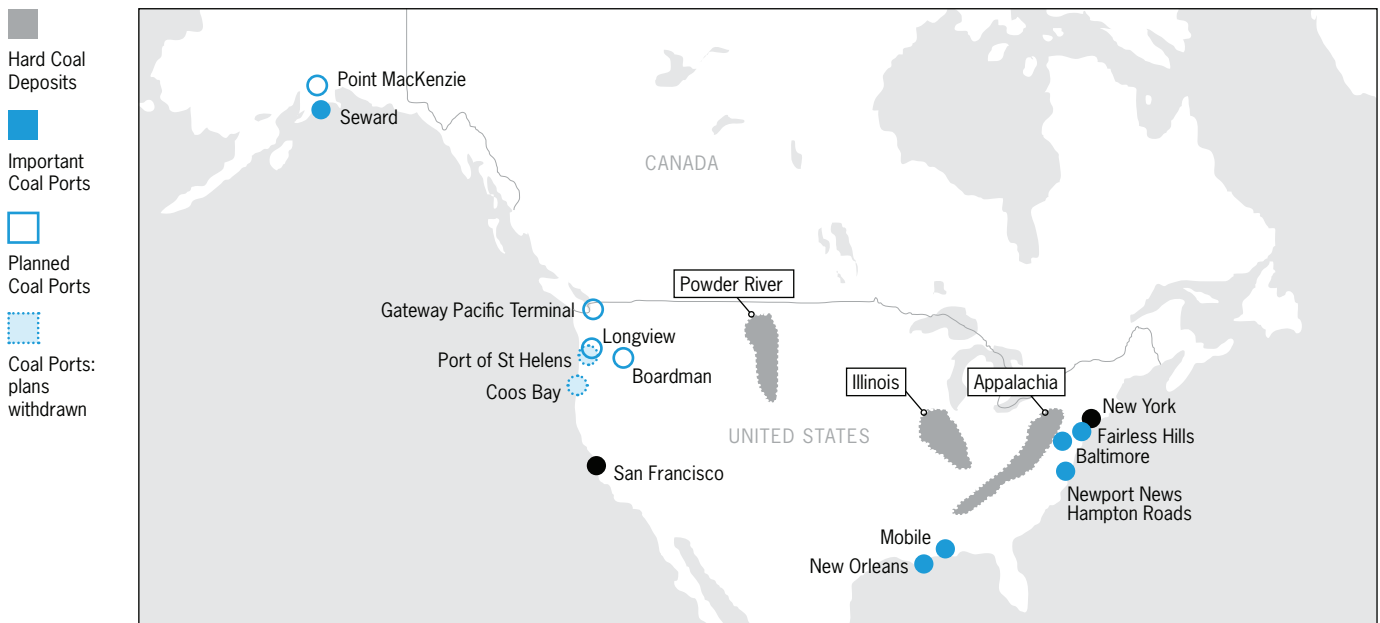 Hard Coal
Deposits
Important
Coal Ports
Planned
Coal Ports
Coal Ports:
plans
withdrawn
Point MacKenzie
Seward
CANADA
Powder River
Gateway Pacific Terminal
Longview
Port of St Helens
Boardman
Coos Bay
Illinois
Appalachia
New York
UNITED STATES
Fairless Hills
Baltimore
San Francisco
Newport News
Hampton Roads
Mobile
New Orleans